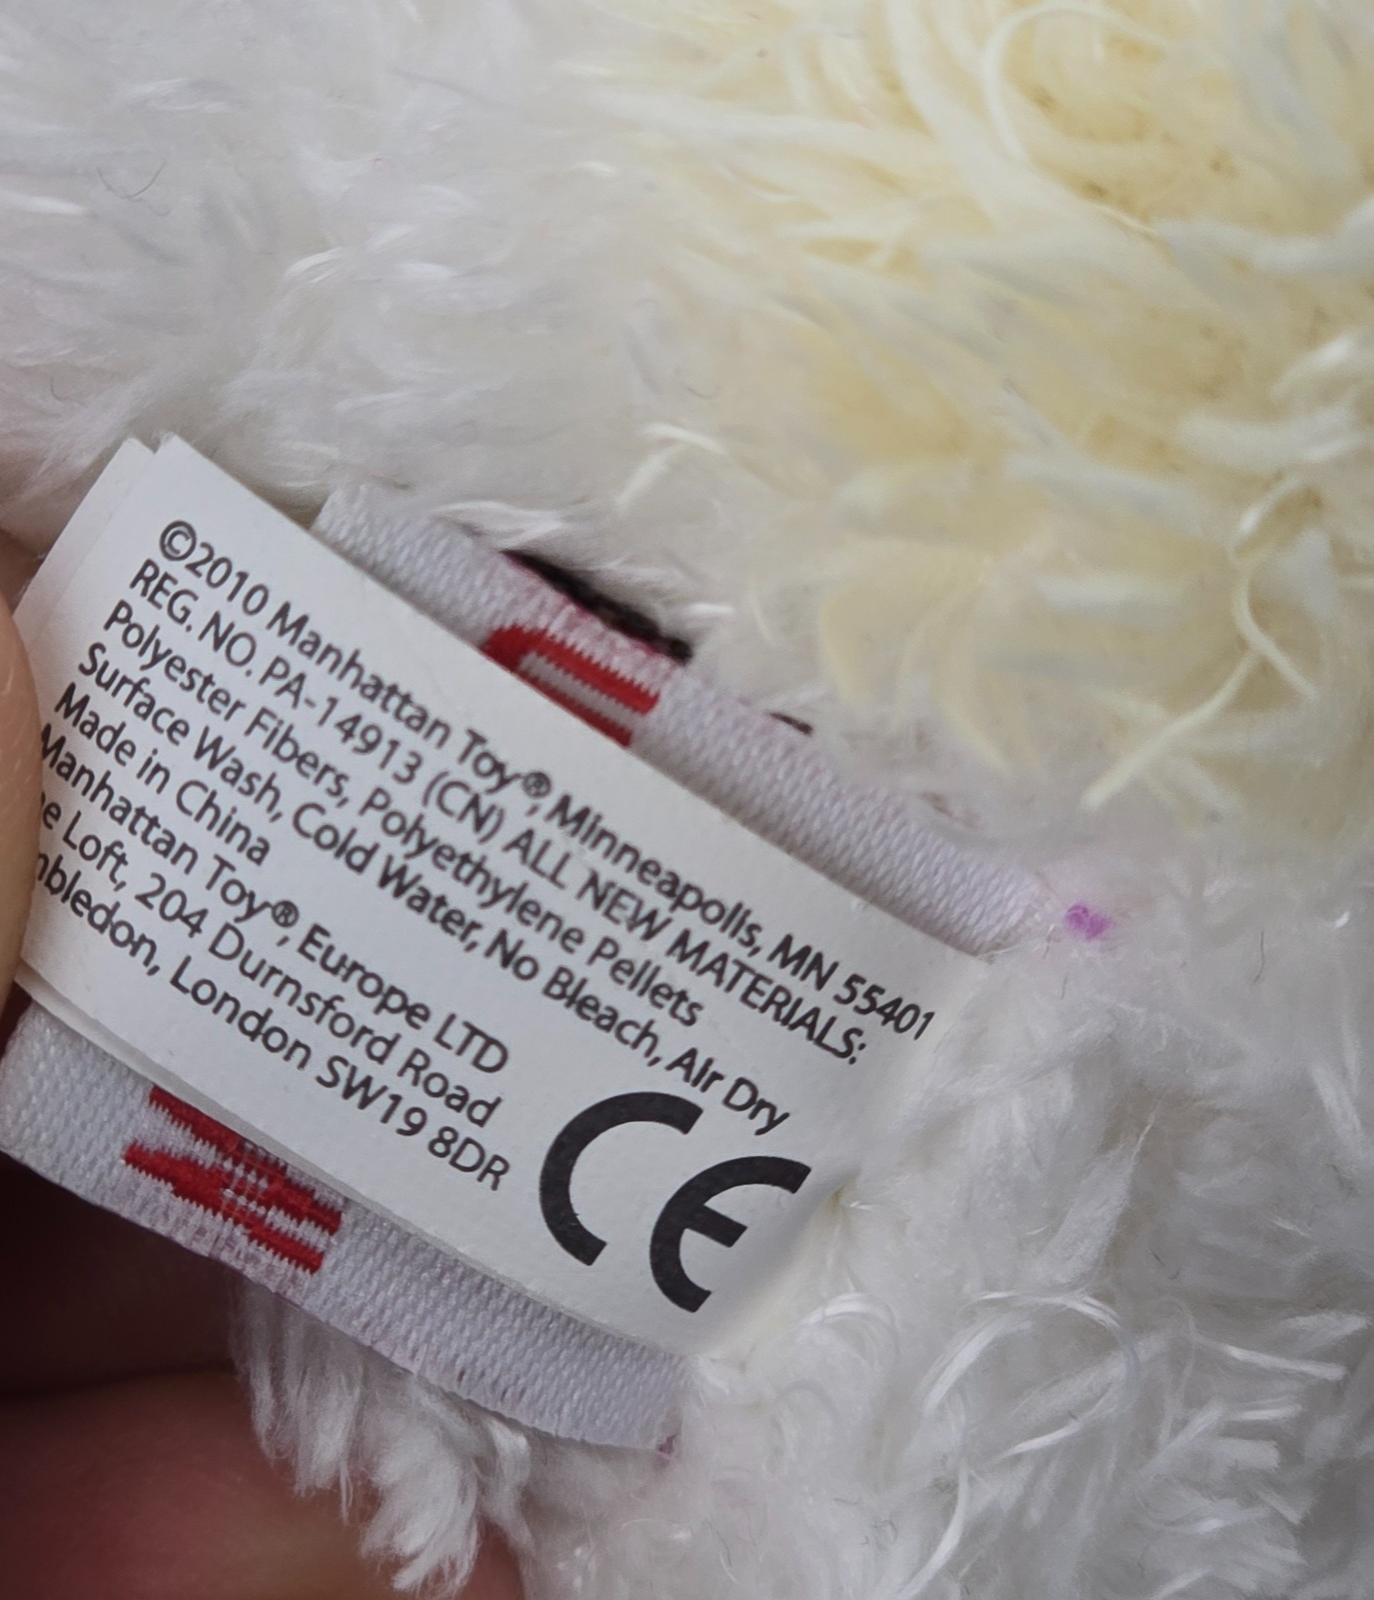 ©2010 Manhattan Toy®, Minneapolis, MN 55401
REG. NO. PA-14913 (CN) ALL NEW MATERIALS:
Polyester Fibers, Polyethylene Pellets
Surface Wash, Cold Water, No Bleach, Air Dry
Made in China
Manhattan Toy®, Europe LTD
Loft, 204 Durnsford Road
London SW19 8DR
CE